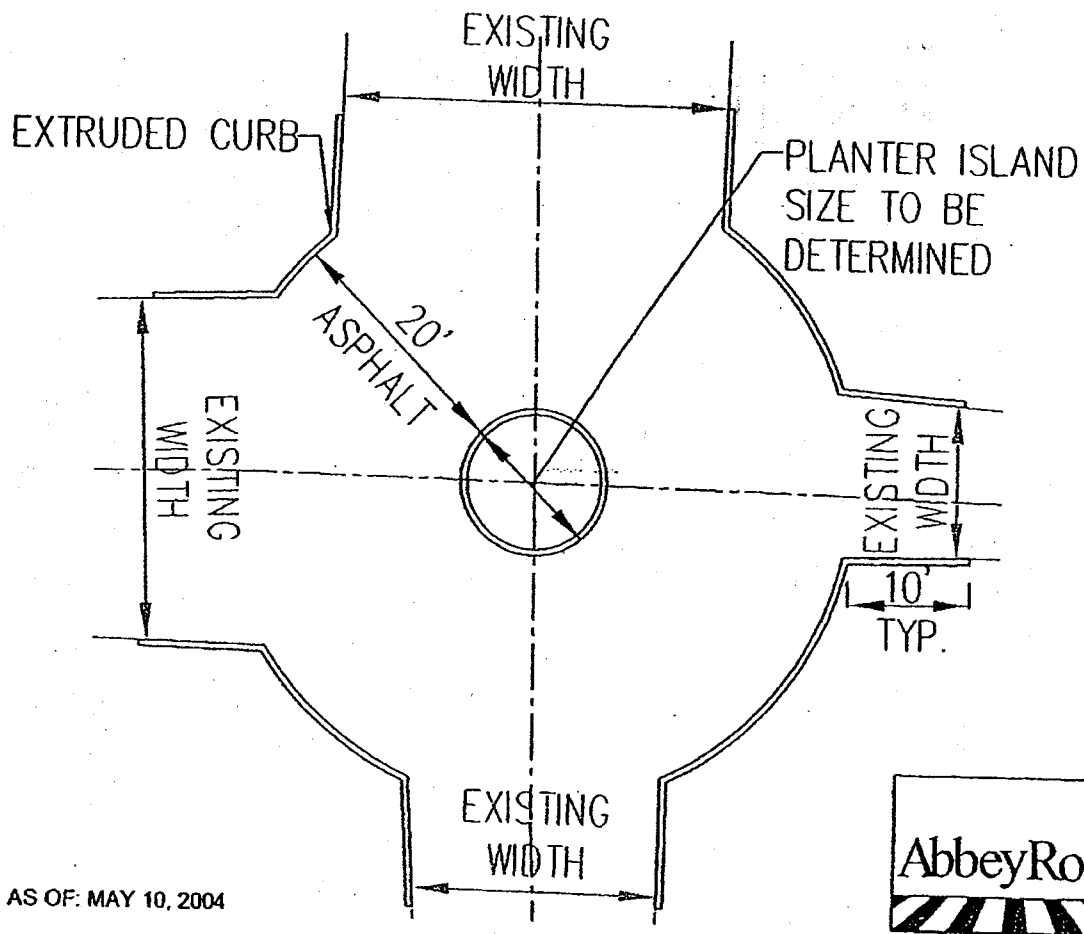 EXISTING
WIDTH
EXTRUDED CURB
PLANTER ISLAND
SIZE TO BE
DETERMINED
20'
ASPHALT
EXISTING
WIDTH
EXISTING
WIDTH
10'
TYP.
EXISTING
WIDTH
AbbeyRo
AS OF: MAY 10, 2004